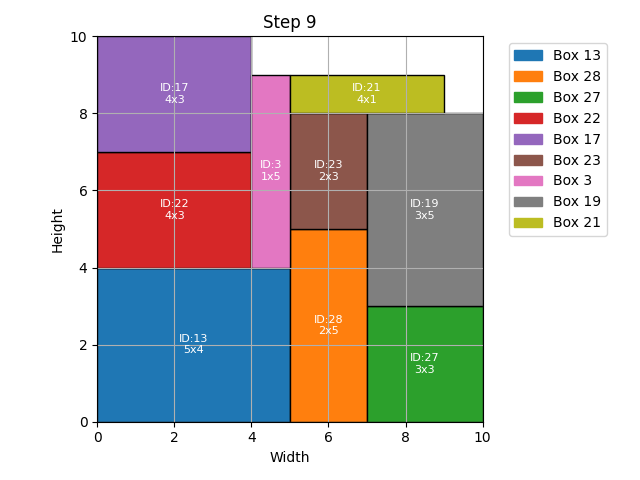 Step 9
10
8
6
4
2
0
Height
ID:17
4x3
ID:21
4x1
ID:3
1x5
ID:23
2x3
ID:22
4x3
ID:19
3x5
ID:13
5x4
ID:28
2x5
ID:27
3x3
0 2 4 6 8 10
Width
Box 13
Box 28
Box 27
Box 22
Box 17
Box 23
Box 3
Box 19
Box 21